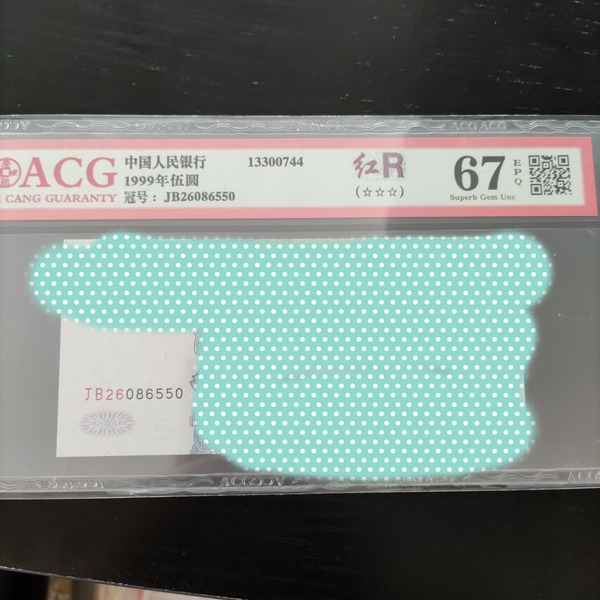 ACG
CANG GUARANTY
中国人民银行
1999年伍圆
冠号：JB26086550
13300744
红R
(☆☆☆)
67
EPQ
Superb Gem Unc
JB26086550
5